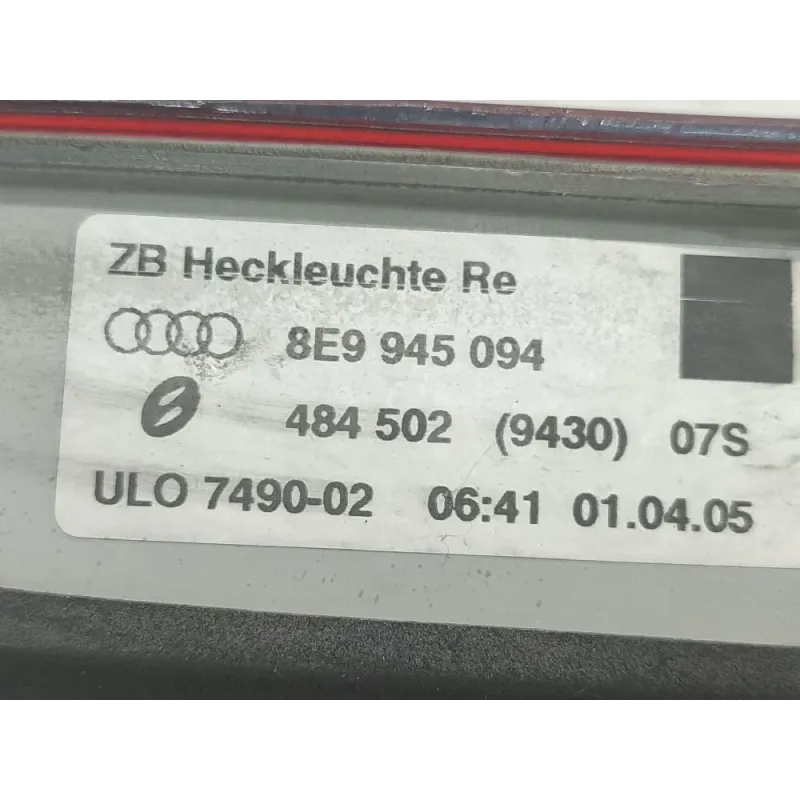 ZB Heckleuchte Re
8E9 945 094
484 502 (9430) 07S
ULO 7490-02 06:41 01.04.05